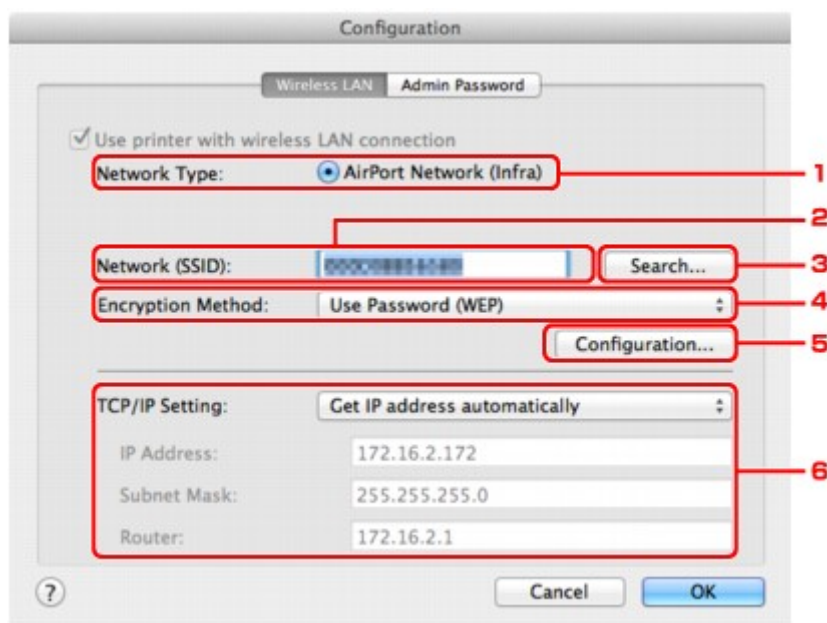 Configuration
Wireless LAN Admin Password
Use printer with wireless LAN connection
Network Type: AirPort Network (Infra) 1
2
Network (SSID): Search... 3
Encryption Method: Use Password (WEP) 4
Configuration... 5
TCP/IP Setting: Get IP address automatically
IP Address: 172.16.2.172
6
Subnet Mask: 255.255.255.0
Router: 172.16.2.1
? Cancel OK